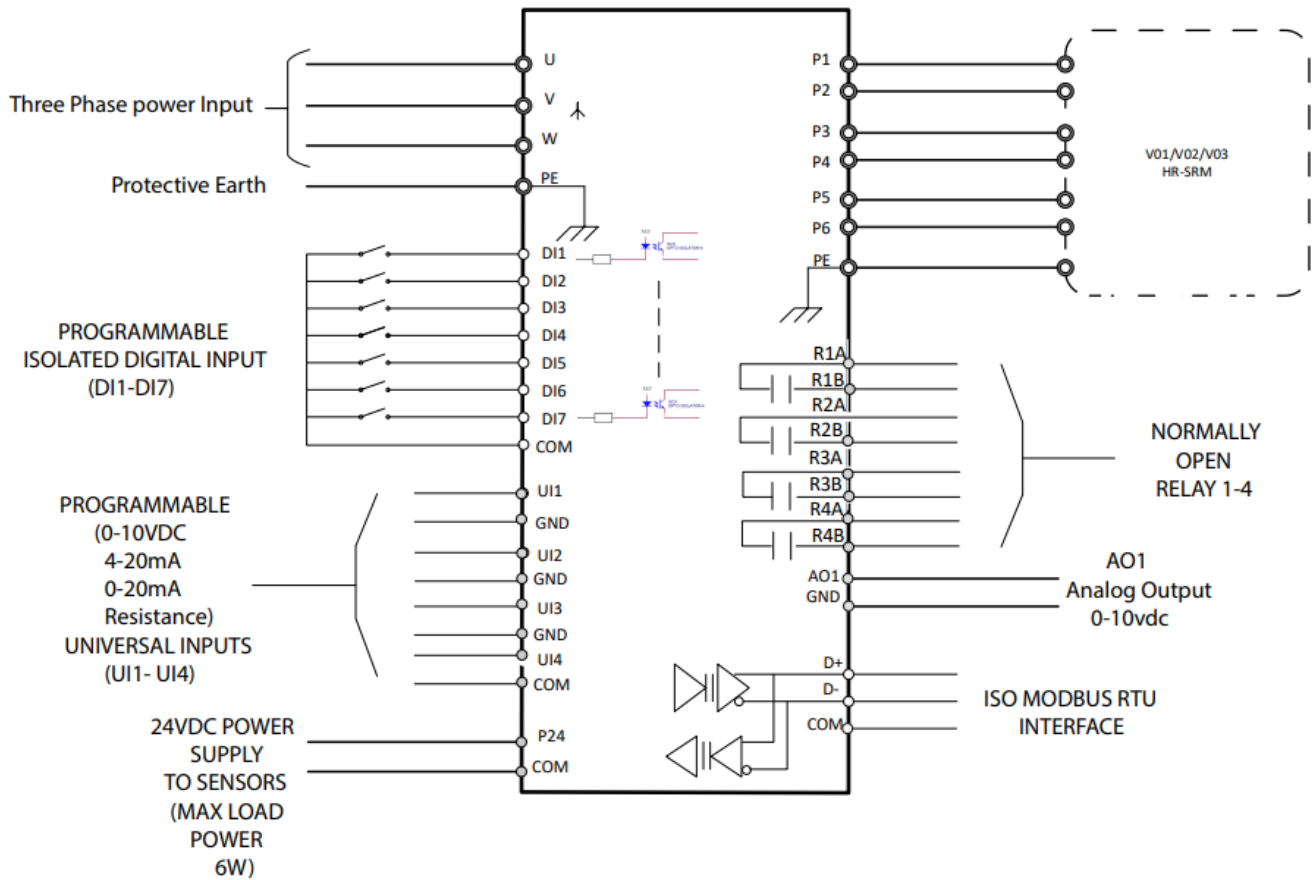 Three Phase power Input
Protective Earth
U
V
W
PE
PROGRAMMABLE
ISOLATED DIGITAL INPUT
(DI1-DI7)
DI1
DI2
DI3
DI4
DI5
DI6
DI7
COM
PROGRAMMABLE
(0-10VDC
4-20mA
0-20mA
Resistance)
UNIVERSAL INPUTS
(UI1- UI4)
UI1
GND
UI2
GND
UI3
GND
UI4
COM
24VDC POWER
SUPPLY
TO SENSORS
(MAX LOAD
POWER
6W)
P24
COM
P1
P2
P3
P4
P5
P6
PE
V01/V02/V03
HR-SRM
R1A
R1B
R2A
R2B
R3A
R3B
R4A
R4B
NORMALLY
OPEN
RELAY 1-4
AO1
GND
AO1
Analog Output
0-10vdc
D+
D-
COM
ISO MODBUS RTU
INTERFACE